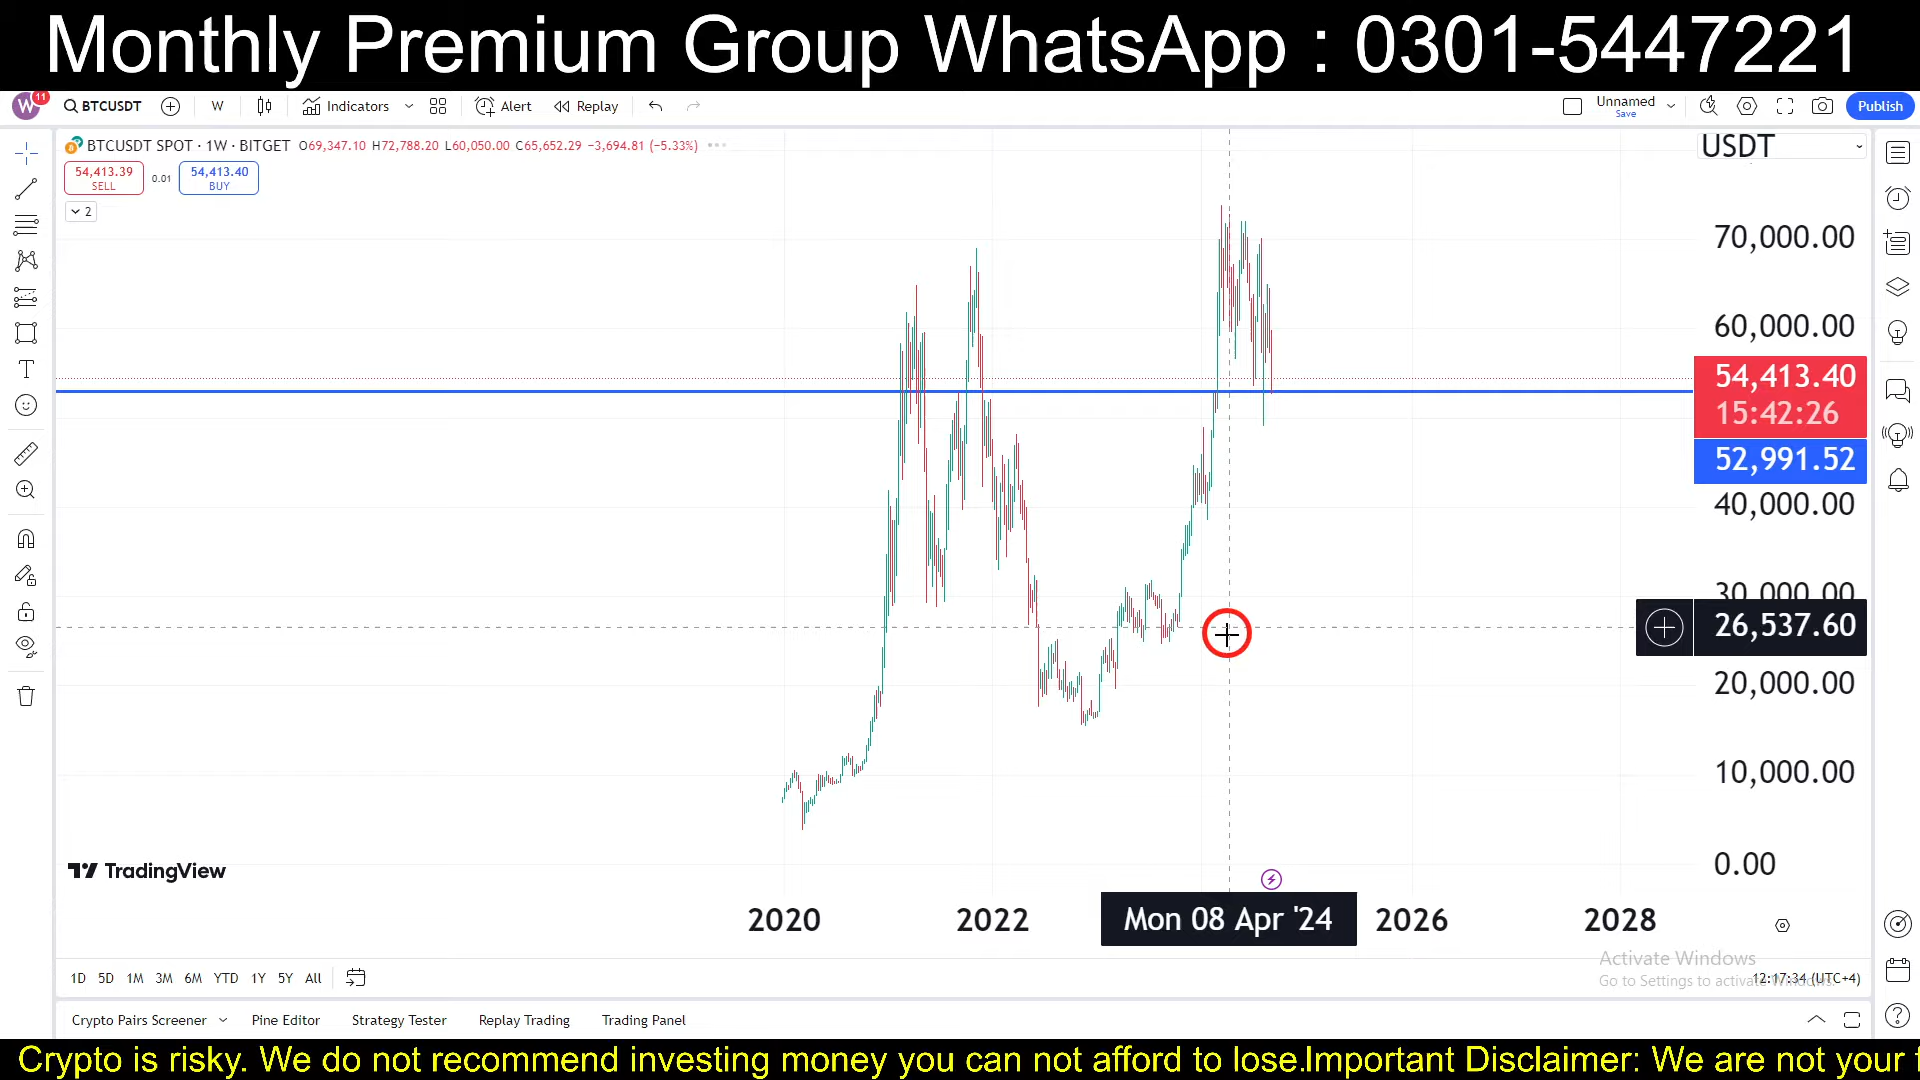 Monthly Premium Group WhatsApp : 0301-5447221
W 11 BTCUSDT W Indicators Alert Replay Unnamed Save Publish
BTCUSDT SPOT · 1W · BITGET O69,347.10 H72,788.20 L60,050.00 C65,652.29 −3,694.81 (−5.33%)
USDT
54,413.39 SELL 0.01 54,413.40 BUY
2
70,000.00
60,000.00
54,413.40
15:42:26
52,991.52
40,000.00
30,000.00
26,537.60
20,000.00
10,000.00
0.00
TradingView
2020 2022 Mon 08 Apr '24 2026 2028
Activate Windows
Go to Settings to activate Windows.
1D 5D 1M 3M 6M YTD 1Y 5Y All 12:17:34 (UTC+4)
Crypto Pairs Screener Pine Editor Strategy Tester Replay Trading Trading Panel
Crypto is risky. We do not recommend investing money you can not afford to lose.Important Disclaimer: We are not your